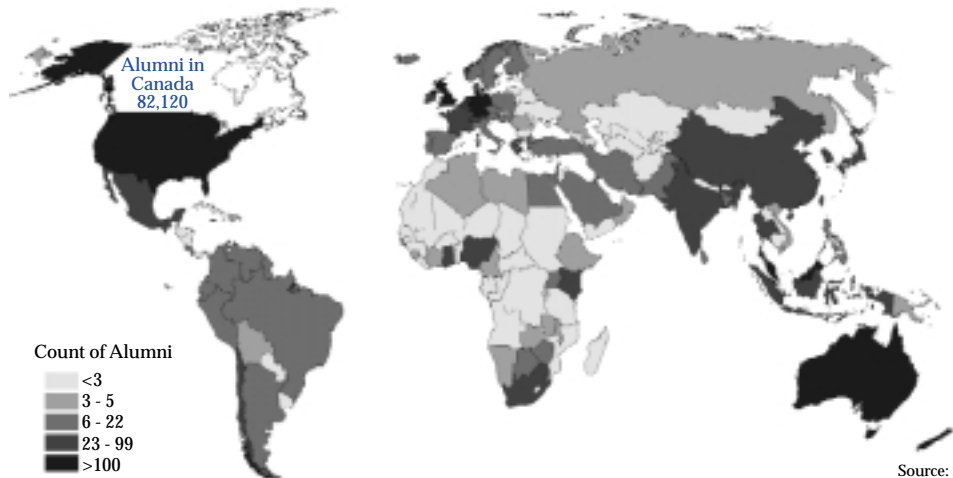 Alumni in
Canada
82,120
Count of Alumni
<3
3 - 5
6 - 22
23 - 99
>100
Source: